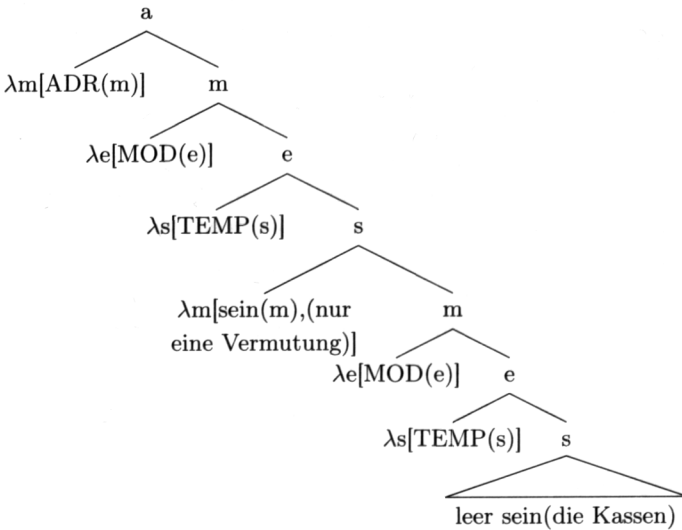 a
λm[ADR(m)] m
λe[MOD(e)] e
λs[TEMP(s)] s
λm[sein(m),(nur m
eine Vermutung)]
λe[MOD(e)] e
λs[TEMP(s)] s
leer sein(die Kassen)